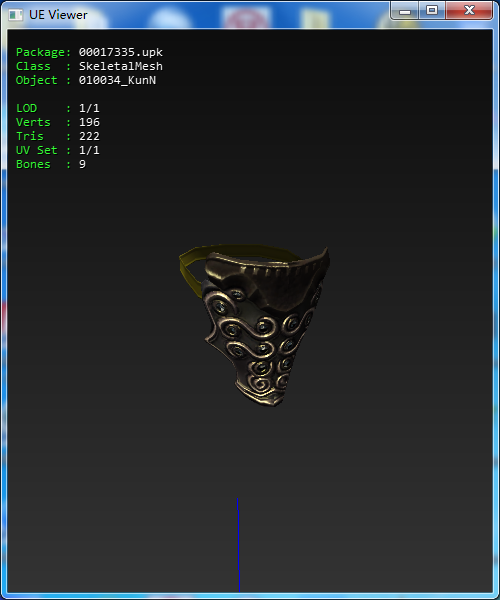 UE Viewer
Package: 00017335.upk
Class : SkeletalMesh
Object : 010034_KunN
LOD : 1/1
Verts : 196
Tris : 222
UV Set : 1/1
Bones : 9